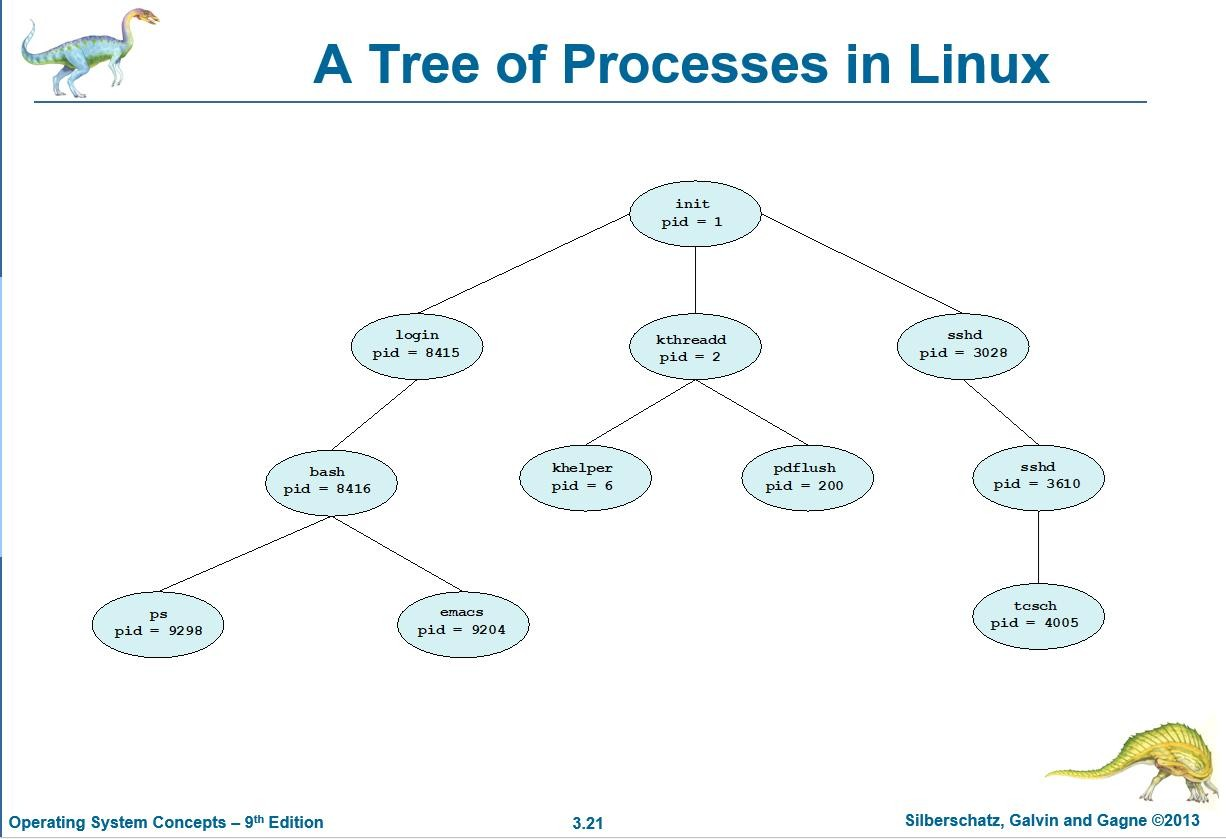 A Tree of Processes in Linux
init
pid = 1
login
pid = 8415
kthreadd
pid = 2
sshd
pid = 3028
bash
pid = 8416
khelper
pid = 6
pdflush
pid = 200
sshd
pid = 3610
ps
pid = 9298
emacs
pid = 9204
tcsch
pid = 4005
Operating System Concepts – 9th Edition
3.21
Silberschatz, Galvin and Gagne ©2013